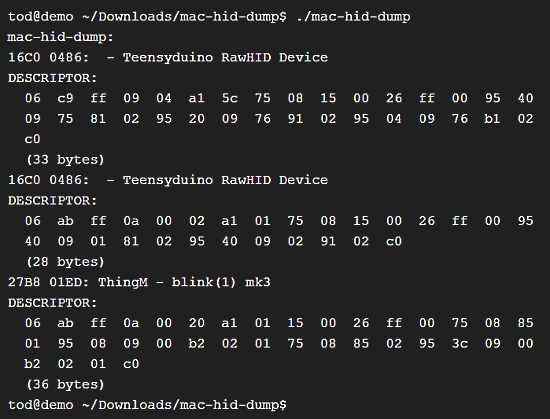 tod@demo ~/Downloads/mac-hid-dump$ ./mac-hid-dump
mac-hid-dump:
16C0 0486:  - Teensyduino RawHID Device
DESCRIPTOR:
  06  c9  ff  09  04  a1  5c  75  08  15  00  26  ff  00  95  40
  09  75  81  02  95  20  09  76  91  02  95  04  09  76  b1  02
  c0
  (33 bytes)
16C0 0486:  - Teensyduino RawHID Device
DESCRIPTOR:
  06  ab  ff  0a  00  02  a1  01  75  08  15  00  26  ff  00  95
  40  09  01  81  02  95  40  09  02  91  02  c0
  (28 bytes)
27B8 01ED: ThingM - blink(1) mk3
DESCRIPTOR:
  06  ab  ff  0a  00  20  a1  01  15  00  26  ff  00  75  08  85
  01  95  08  09  00  b2  02  01  75  08  85  02  95  3c  09  00
  b2  02  01  c0
  (36 bytes)
tod@demo ~/Downloads/mac-hid-dump$